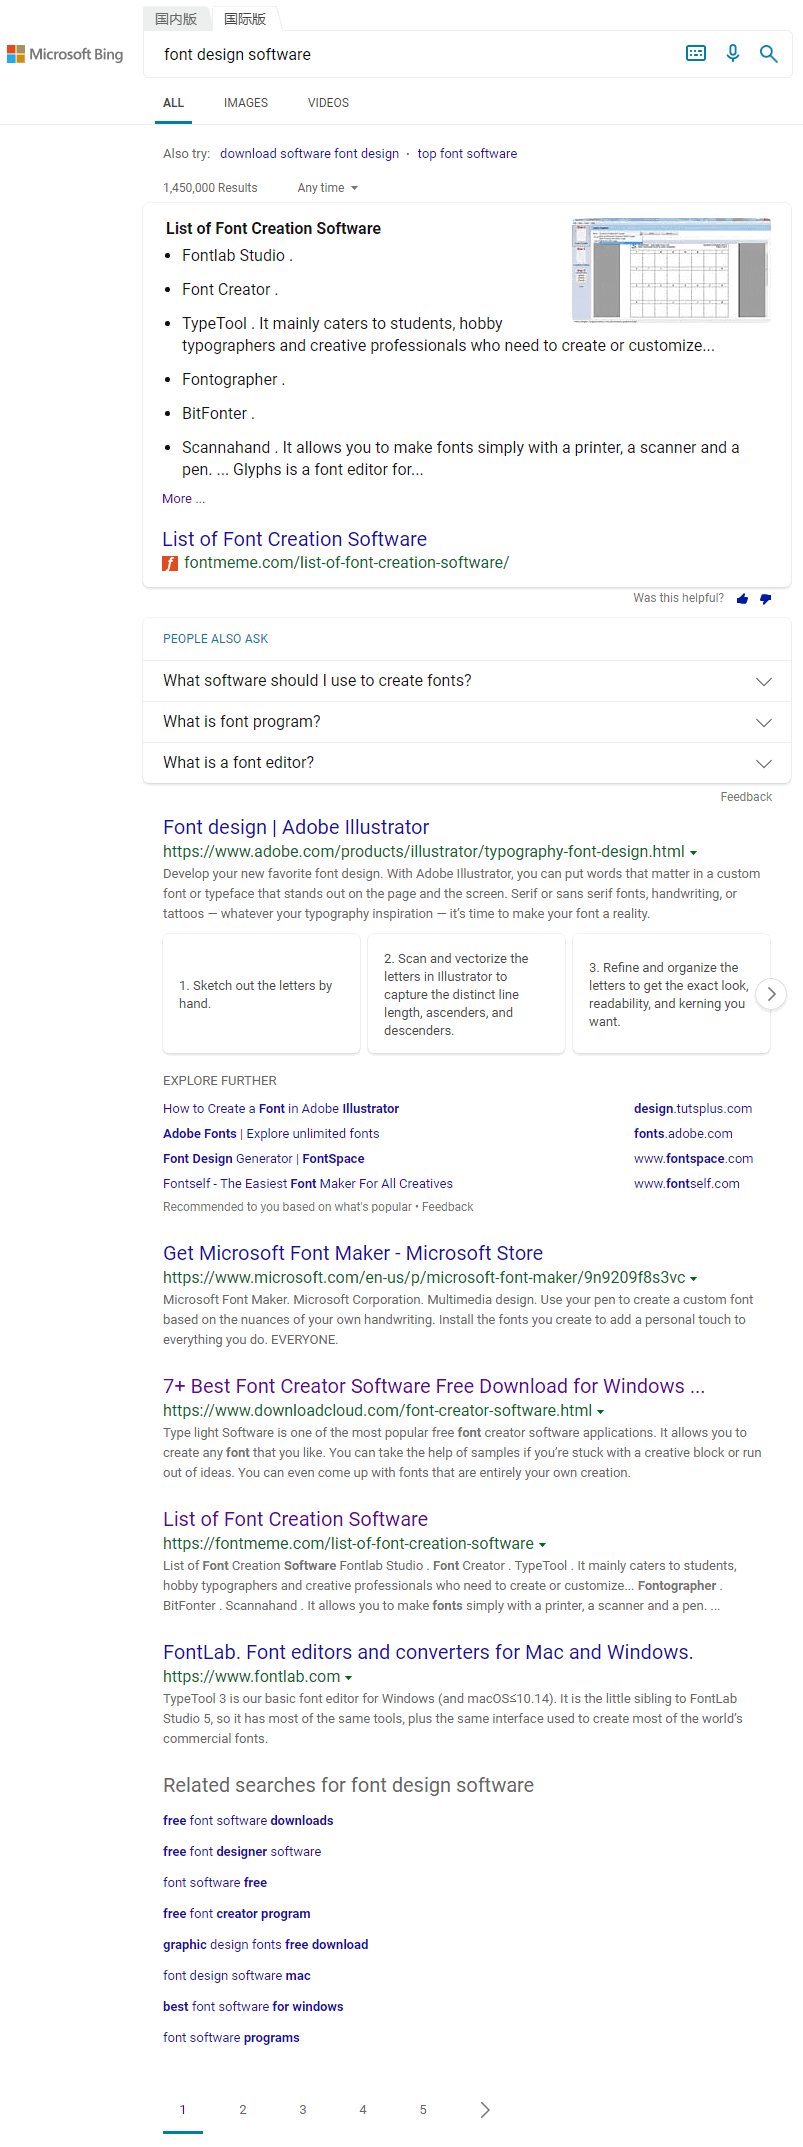 国内版
国际版
Microsoft Bing
font design software
ALL
IMAGES
VIDEOS
Also try: download software font design · top font software
1,450,000 Results
Any time
List of Font Creation Software
Fontlab Studio .
Font Creator .
TypeTool . It mainly caters to students, hobby
typographers and creative professionals who need to create or customize...
Fontographer .
BitFonter .
Scannahand . It allows you to make fonts simply with a printer, a scanner and a
pen. ... Glyphs is a font editor for...
More ...
List of Font Creation Software
fontmeme.com/list-of-font-creation-software/
Was this helpful?
PEOPLE ALSO ASK
What software should I use to create fonts?
What is font program?
What is a font editor?
Feedback
Font design | Adobe Illustrator
https://www.adobe.com/products/illustrator/typography-font-design.html
Develop your new favorite font design. With Adobe Illustrator, you can put words that matter in a custom
font or typeface that stands out on the page and the screen. Serif or sans serif fonts, handwriting, or
tattoos — whatever your typography inspiration — it's time to make your font a reality.
1. Sketch out the letters by
hand.
2. Scan and vectorize the
letters in Illustrator to
capture the distinct line
length, ascenders, and
descenders.
3. Refine and organize the
letters to get the exact look,
readability, and kerning you
want.
EXPLORE FURTHER
How to Create a Font in Adobe Illustrator
design.tutsplus.com
Adobe Fonts | Explore unlimited fonts
fonts.adobe.com
Font Design Generator | FontSpace
www.fontspace.com
Fontself - The Easiest Font Maker For All Creatives
www.fontself.com
Recommended to you based on what's popular • Feedback
Get Microsoft Font Maker - Microsoft Store
https://www.microsoft.com/en-us/p/microsoft-font-maker/9n9209f8s3vc
Microsoft Font Maker. Microsoft Corporation. Multimedia design. Use your pen to create a custom font
based on the nuances of your own handwriting. Install the fonts you create to add a personal touch to
everything you do. EVERYONE.
7+ Best Font Creator Software Free Download for Windows ...
https://www.downloadcloud.com/font-creator-software.html
Type light Software is one of the most popular free font creator software applications. It allows you to
create any font that you like. You can take the help of samples if you're stuck with a creative block or run
out of ideas. You can even come up with fonts that are entirely your own creation.
List of Font Creation Software
https://fontmeme.com/list-of-font-creation-software
List of Font Creation Software Fontlab Studio . Font Creator . TypeTool . It mainly caters to students,
hobby typographers and creative professionals who need to create or customize... Fontographer .
BitFonter . Scannahand . It allows you to make fonts simply with a printer, a scanner and a pen. ...
FontLab. Font editors and converters for Mac and Windows.
https://www.fontlab.com
TypeTool 3 is our basic font editor for Windows (and macOS≤10.14). It is the little sibling to FontLab
Studio 5, so it has most of the same tools, plus the same interface used to create most of the world's
commercial fonts.
Related searches for font design software
free font software downloads
free font designer software
font software free
free font creator program
graphic design fonts free download
font design software mac
best font software for windows
font software programs
1
2
3
4
5